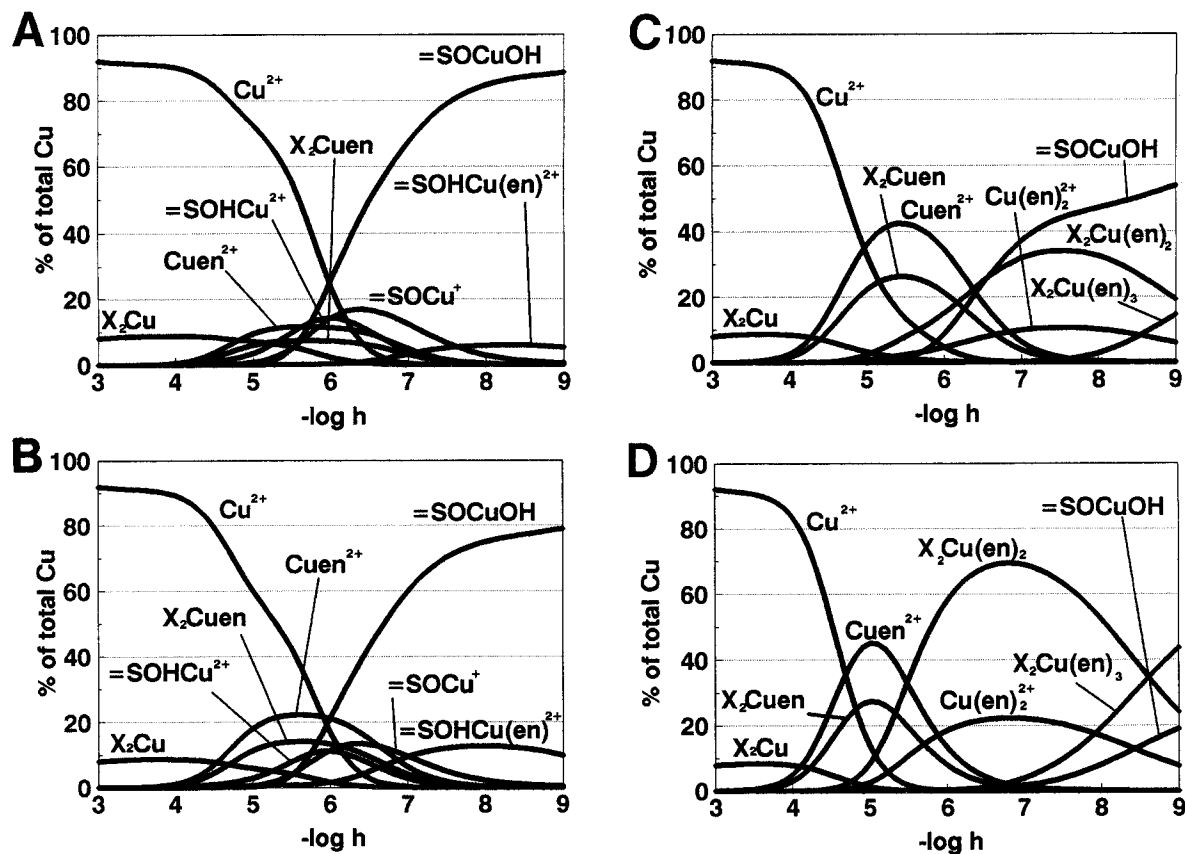 A
% of total Cu
100
80
60
40
20
0
Cu²⁺
=SOCuOH
X₂Cuen
=SOHCu(en)²⁺
=SOHCu²⁺
Cuen²⁺
=SOCu⁺
X₂Cu
3 4 5 6 7 8 9
-log h
C
% of total Cu
100
80
60
40
20
0
Cu²⁺
=SOCuOH
X₂Cuen
Cuen²⁺
Cu(en)₂²⁺
X₂Cu(en)₂
X₂Cu(en)₃
X₂Cu
3 4 5 6 7 8 9
-log h
B
% of total Cu
100
80
60
40
20
0
Cu²⁺
=SOCuOH
Cuen²⁺
X₂Cuen
=SOHCu²⁺
=SOCu⁺
=SOHCu(en)²⁺
X₂Cu
3 4 5 6 7 8 9
-log h
D
% of total Cu
100
80
60
40
20
0
Cu²⁺
=SOCuOH
X₂Cu(en)₂
Cuen²⁺
X₂Cu(en)₃
X₂Cuen
Cu(en)₂²⁺
X₂Cu
3 4 5 6 7 8 9
-log h